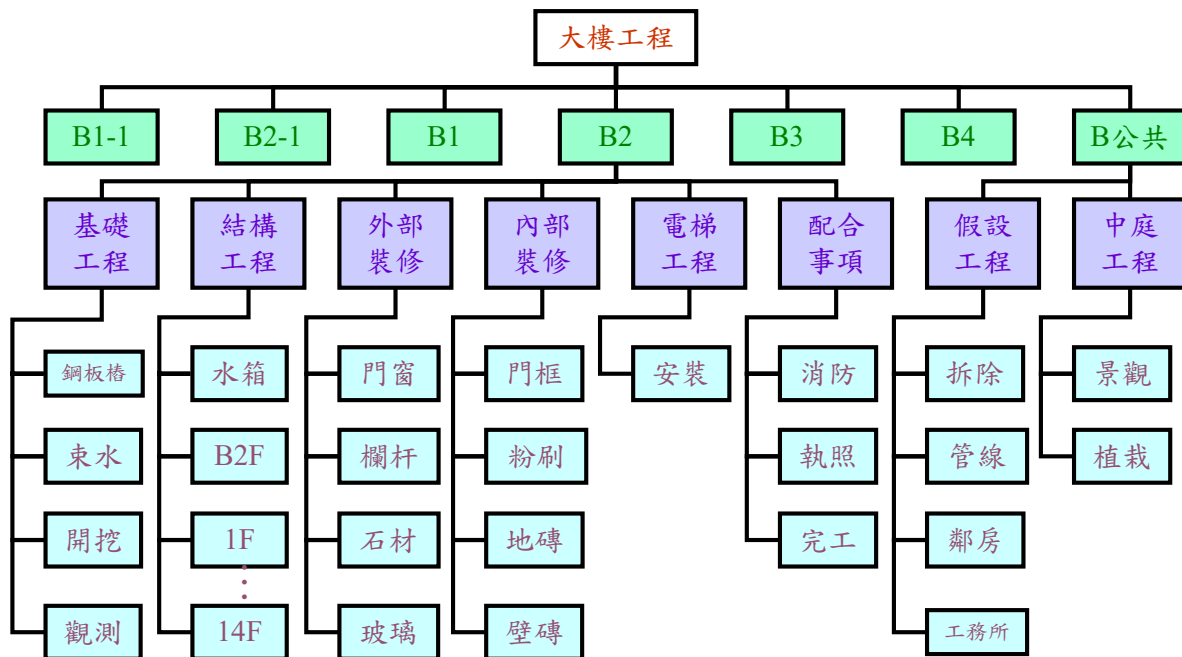 大樓工程
B1-1
B2-1
B1
B2
B3
B4
B公共
基礎
工程
結構
工程
外部
裝修
內部
裝修
電梯
工程
配合
事項
假設
工程
中庭
工程
鋼板樁
水箱
門窗
門框
安裝
消防
拆除
景觀
束水
B2F
欄杆
粉刷
執照
管線
植栽
開挖
1F
石材
地磚
完工
鄰房
觀測
14F
玻璃
壁磚
工務所